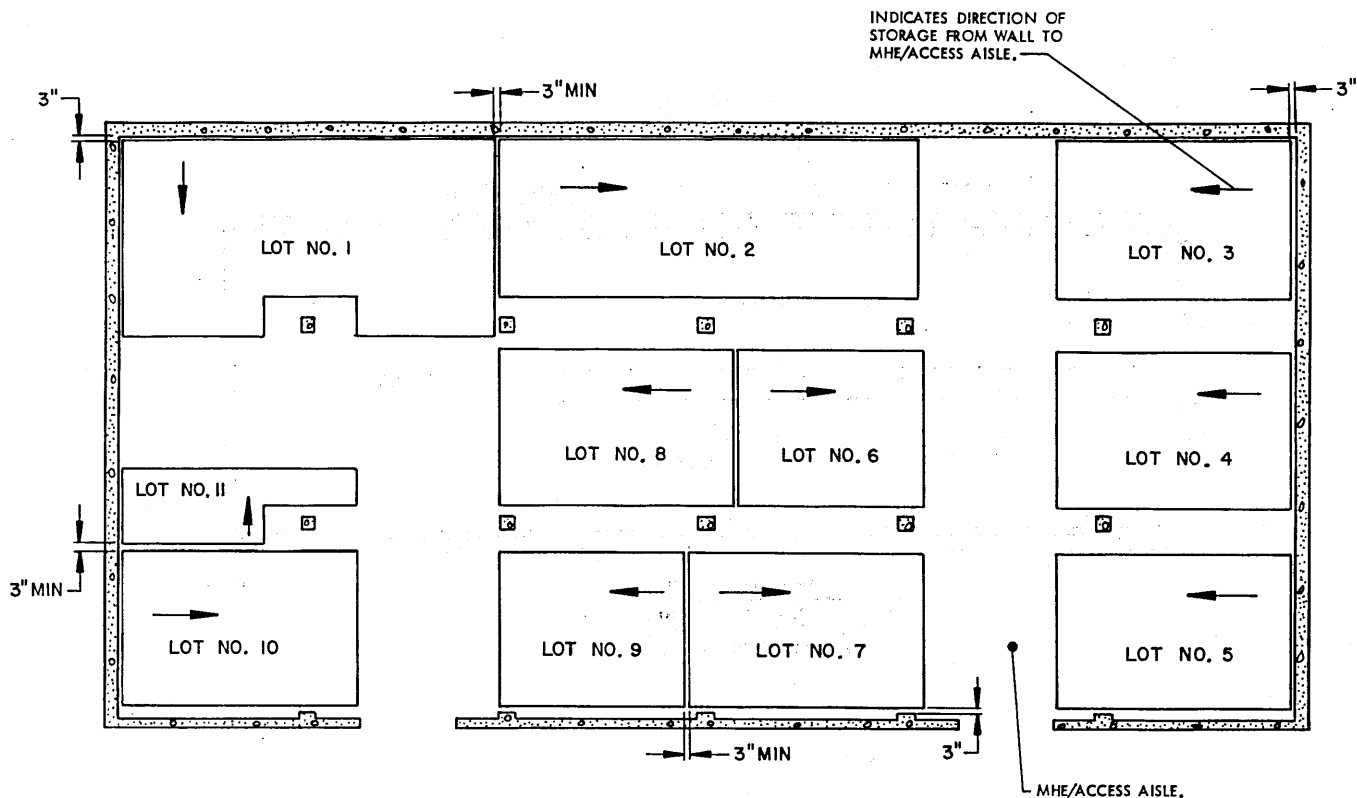 INDICATES DIRECTION OF
STORAGE FROM WALL TO
MHE/ACCESS AISLE.
3"
3" MIN
3"
LOT NO. 1
LOT NO. 2
LOT NO. 3
LOT NO. 8
LOT NO. 6
LOT NO. 4
LOT NO. 11
3" MIN
LOT NO. 10
LOT NO. 9
LOT NO. 7
LOT NO. 5
3" MIN
3"
MHE/ACCESS AISLE.